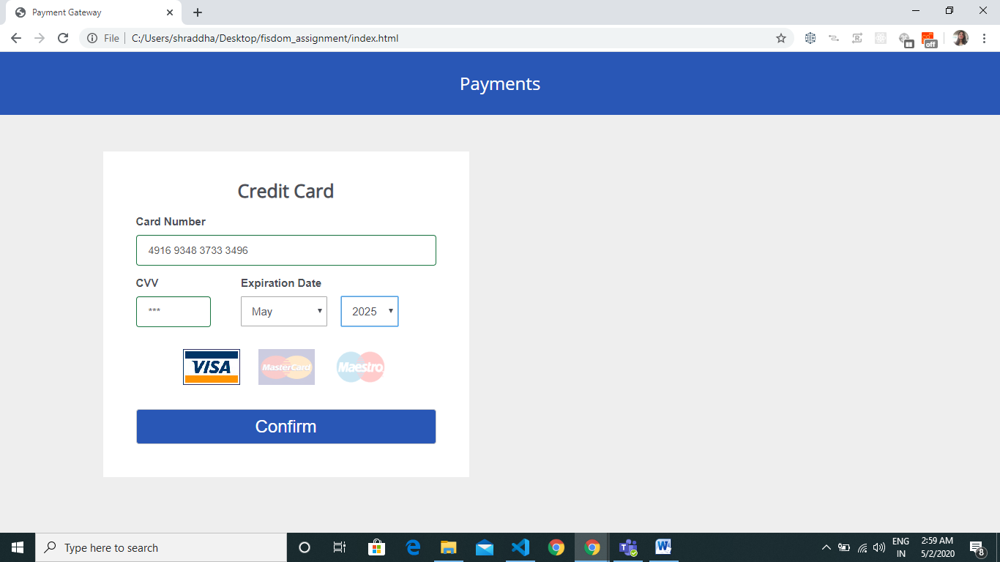 Payment Gateway
File C:/Users/shraddha/Desktop/fisdom_assignment/index.html
off
Payments
Credit Card
Card Number
4916 9348 3733 3496
CVV Expiration Date
*** May 2025
VISA MasterCard Maestro
Confirm
Type here to search
ENG 2:59 AM
IN 5/2/2020
8